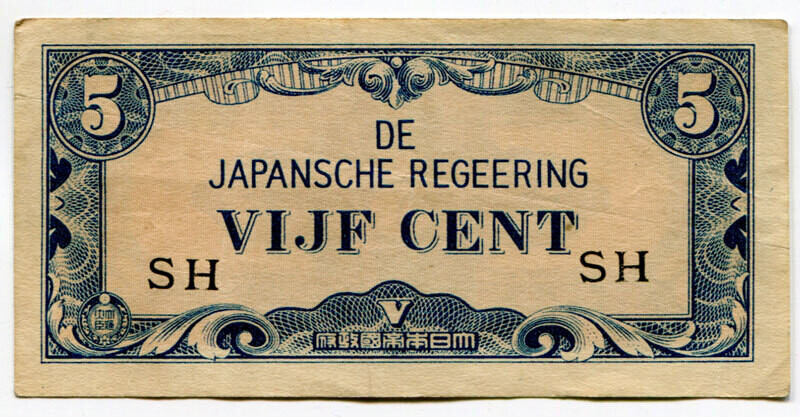 5 5
DE
JAPANSCHE REGEERING
VIJF CENT
SH SH
V
大日本帝國政府